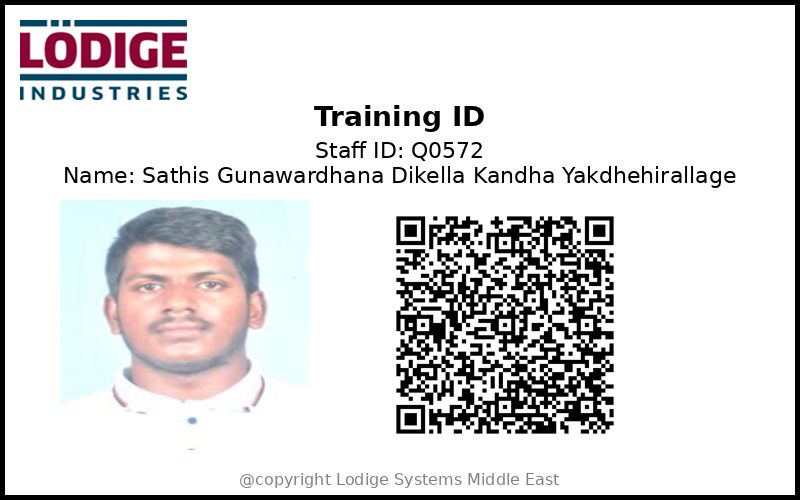 LÖDIGE
INDUSTRIES
Training ID
Staff ID: Q0572
Name: Sathis Gunawardhana Dikella Kandha Yakdhehirallage
@copyright Lodige Systems Middle East